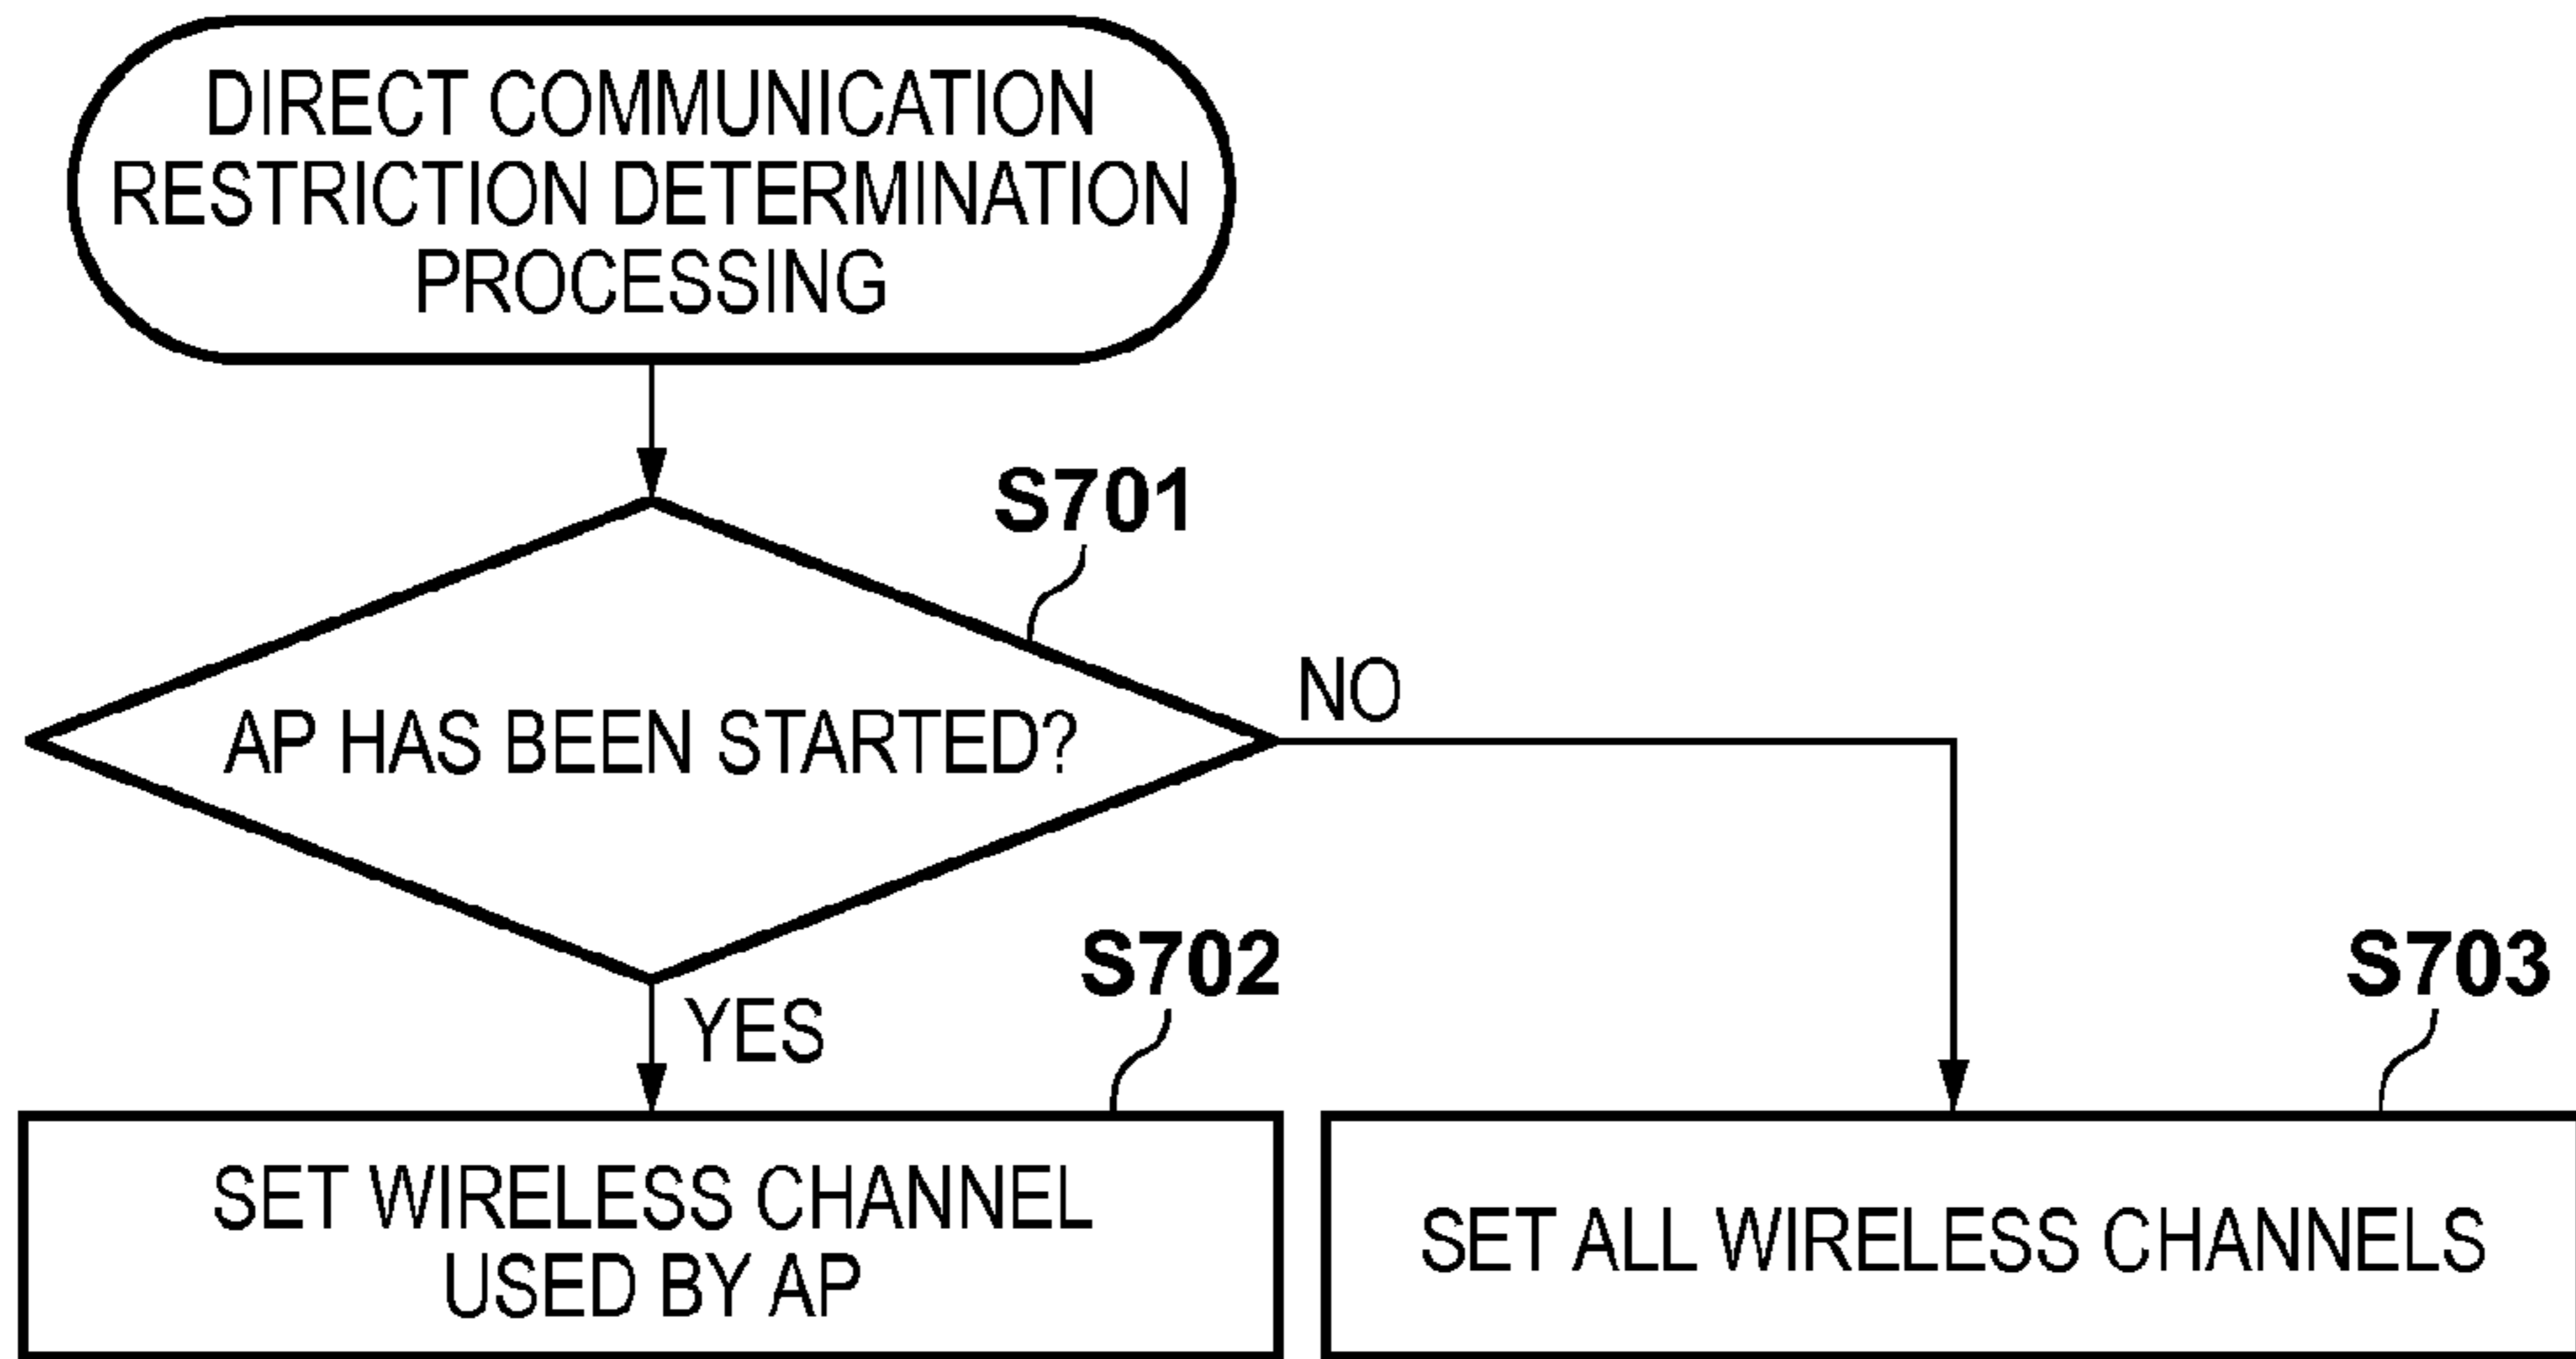 DIRECT COMMUNICATION
RESTRICTION DETERMINATION
PROCESSING
S701
AP HAS BEEN STARTED?
NO
YES
S702
SET WIRELESS CHANNEL
USED BY AP
S703
SET ALL WIRELESS CHANNELS